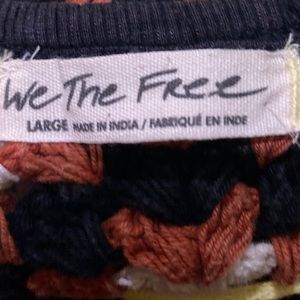 We The Free
LARGE MADE IN INDIA / FABRIQUÉ EN INDE